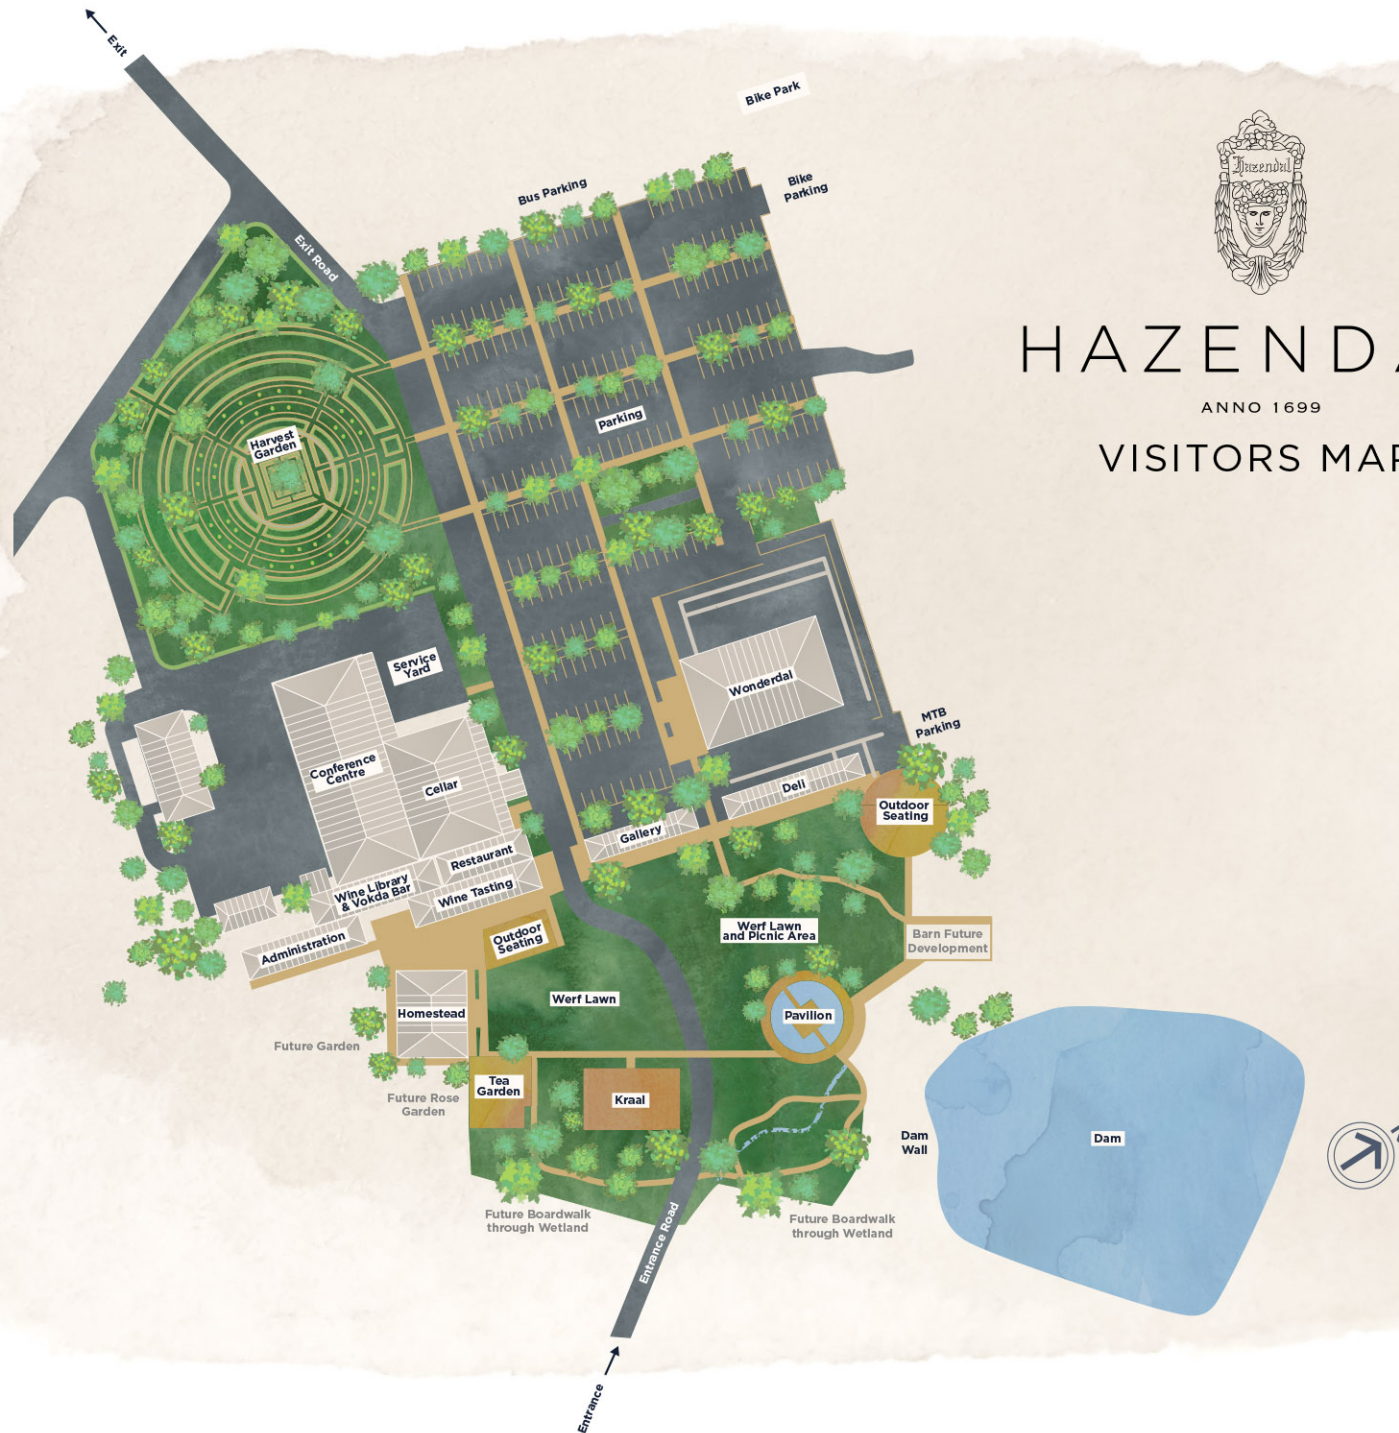 Exit
Bike Park
Bus Parking
Bike
Parking
Exit Road
Hazendal
HAZENDA
ANNO 1699
VISITORS MAP
Harvest
Garden
Parking
Service
Yard
Wonderdal
MTB
Parking
Conference
Centre
Cellar
Deli
Outdoor
Seating
Gallery
Restaurant
Wine Library
& Vokda Bar
Wine Tasting
Administration
Outdoor
Seating
Werf Lawn
and Picnic Area
Barn Future
Development
Werf Lawn
Homestead
Pavilion
Future Garden
Tea
Garden
Kraal
Future Rose
Garden
Dam
Wall
Dam
Future Boardwalk
through Wetland
Future Boardwalk
through Wetland
Entrance Road
Entrance